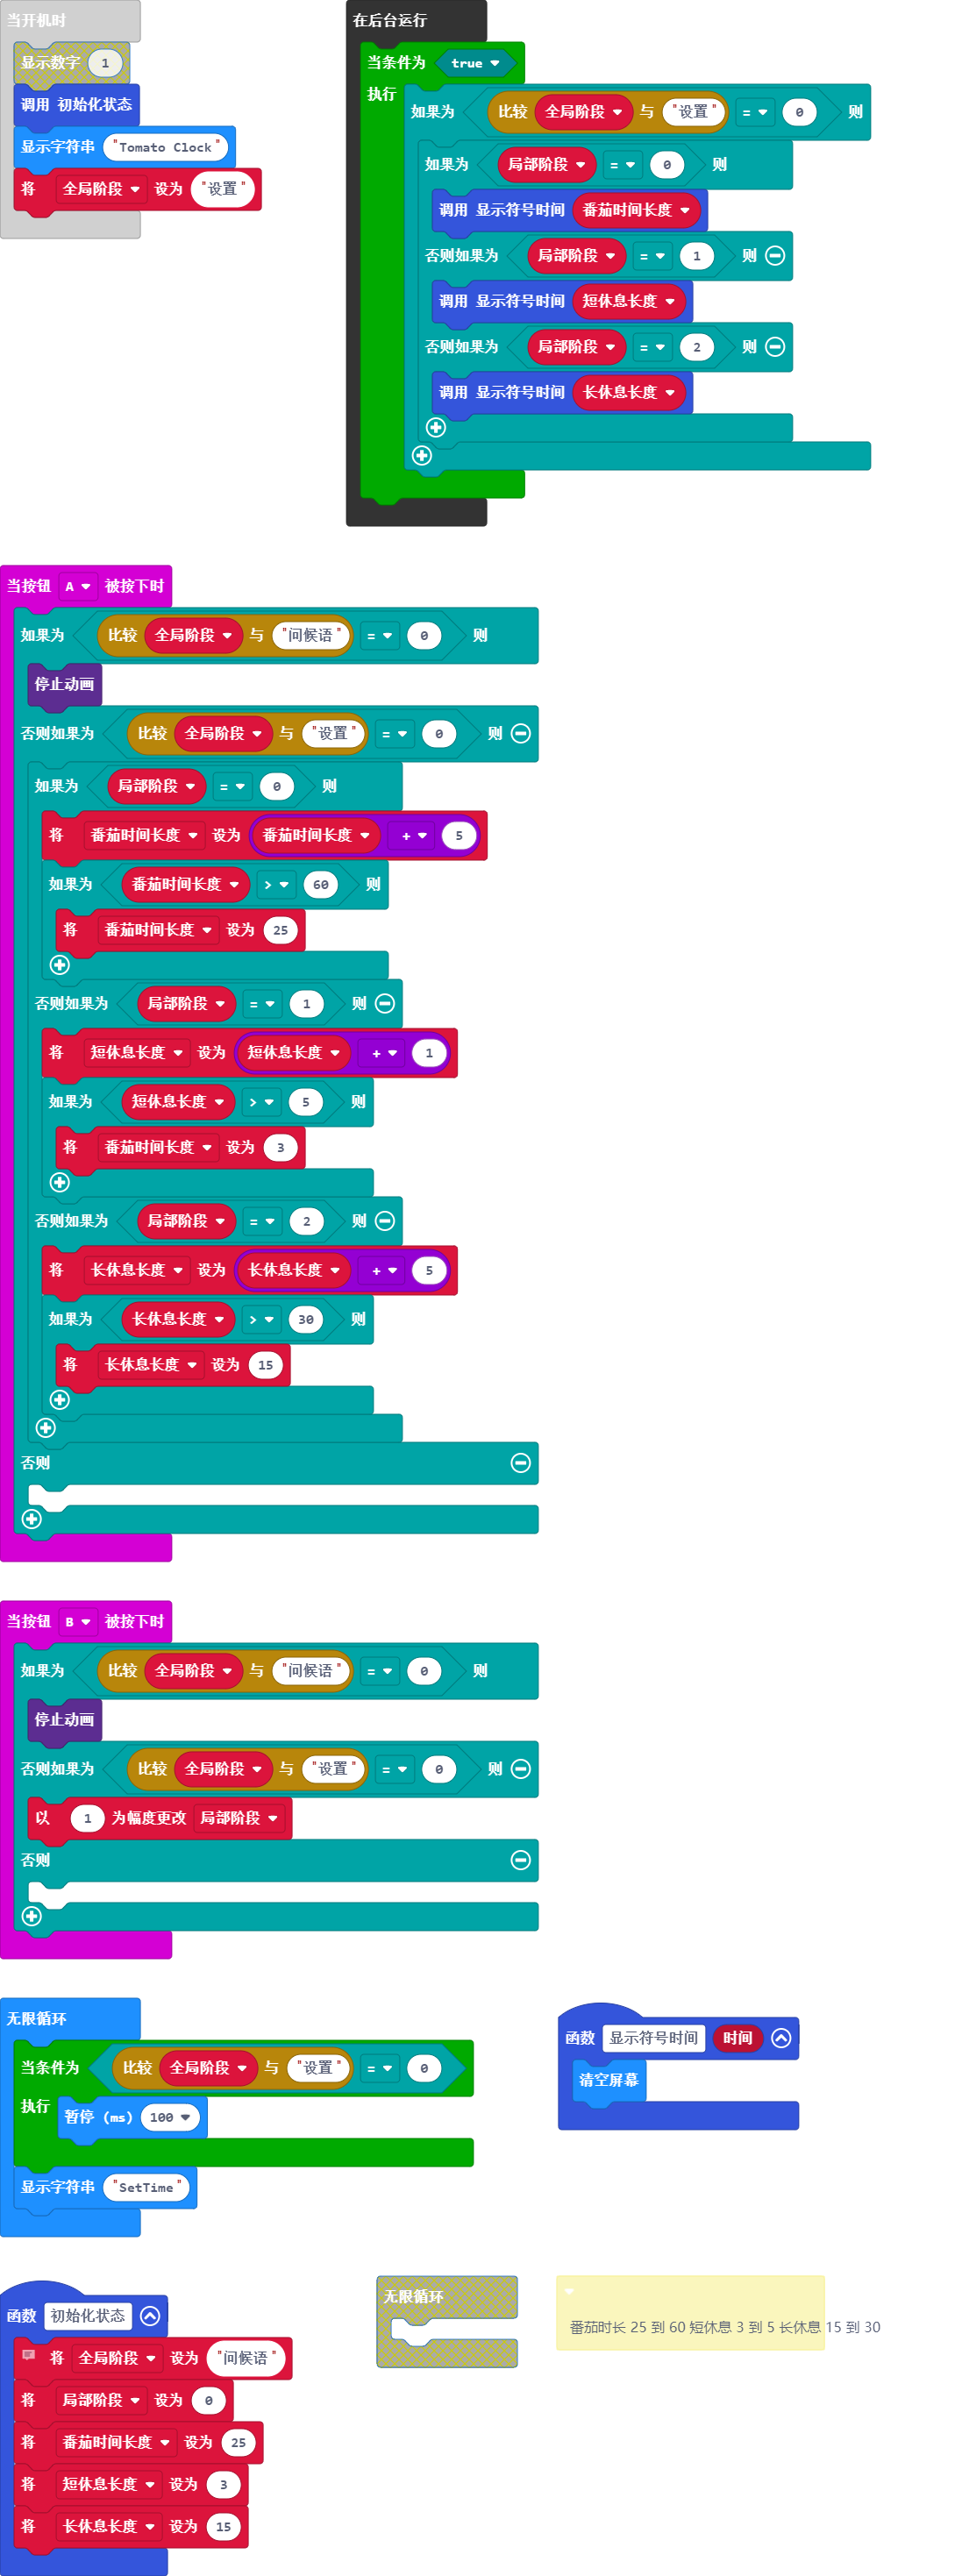 当开机时
显示数字 1
调用 初始化状态
显示字符串 "Tomato Clock"
将 全局阶段 设为 "设置"
在后台运行
当条件为 true
执行 如果为 比较 全局阶段 与 "设置" = 0 则
如果为 局部阶段 = 0 则
调用 显示符号时间 番茄时间长度
否则如果为 局部阶段 = 1 则
调用 显示符号时间 短休息长度
否则如果为 局部阶段 = 2 则
调用 显示符号时间 长休息长度
当按钮 A 被按下时
如果为 比较 全局阶段 与 "问候语" = 0 则
停止动画
否则如果为 比较 全局阶段 与 "设置" = 0 则
如果为 局部阶段 = 0 则
将 番茄时间长度 设为 番茄时间长度 + 5
如果为 番茄时间长度 > 60 则
将 番茄时间长度 设为 25
否则如果为 局部阶段 = 1 则
将 短休息长度 设为 短休息长度 + 1
如果为 短休息长度 > 5 则
将 番茄时间长度 设为 3
否则如果为 局部阶段 = 2 则
将 长休息长度 设为 长休息长度 + 5
如果为 长休息长度 > 30 则
将 长休息长度 设为 15
否则
当按钮 B 被按下时
如果为 比较 全局阶段 与 "问候语" = 0 则
停止动画
否则如果为 比较 全局阶段 与 "设置" = 0 则
以 1 为幅度更改 局部阶段
否则
无限循环
当条件为 比较 全局阶段 与 "设置" = 0
执行 暂停 (ms) 100
显示字符串 "SetTime"
函数 显示符号时间 时间
清空屏幕
函数 初始化状态
将 全局阶段 设为 "问候语"
将 局部阶段 设为 0
将 番茄时间长度 设为 25
将 短休息长度 设为 3
将 长休息长度 设为 15
无限循环
番茄时长 25 到 60 短休息 3 到 5 长休息 15 到 30